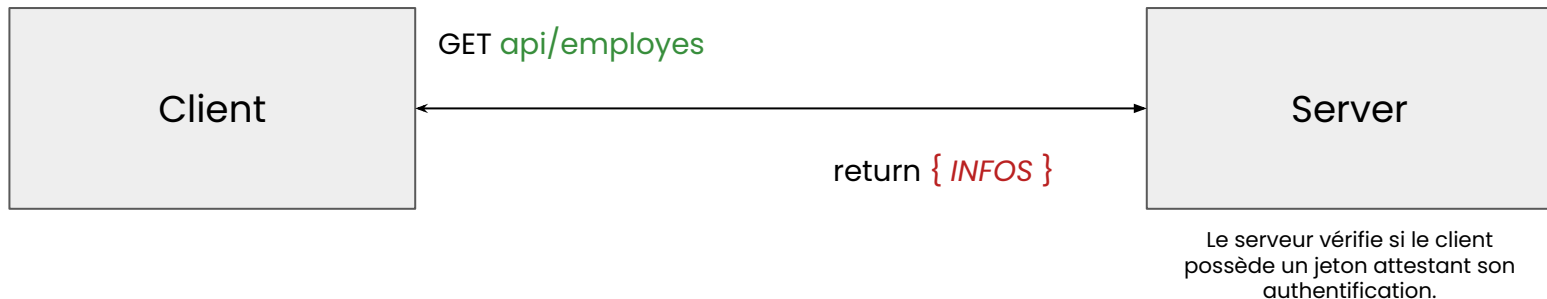 GET api/employes
Client
Server
return { INFOS }
Le serveur vérifie si le client
possède un jeton attestant son
authentification.